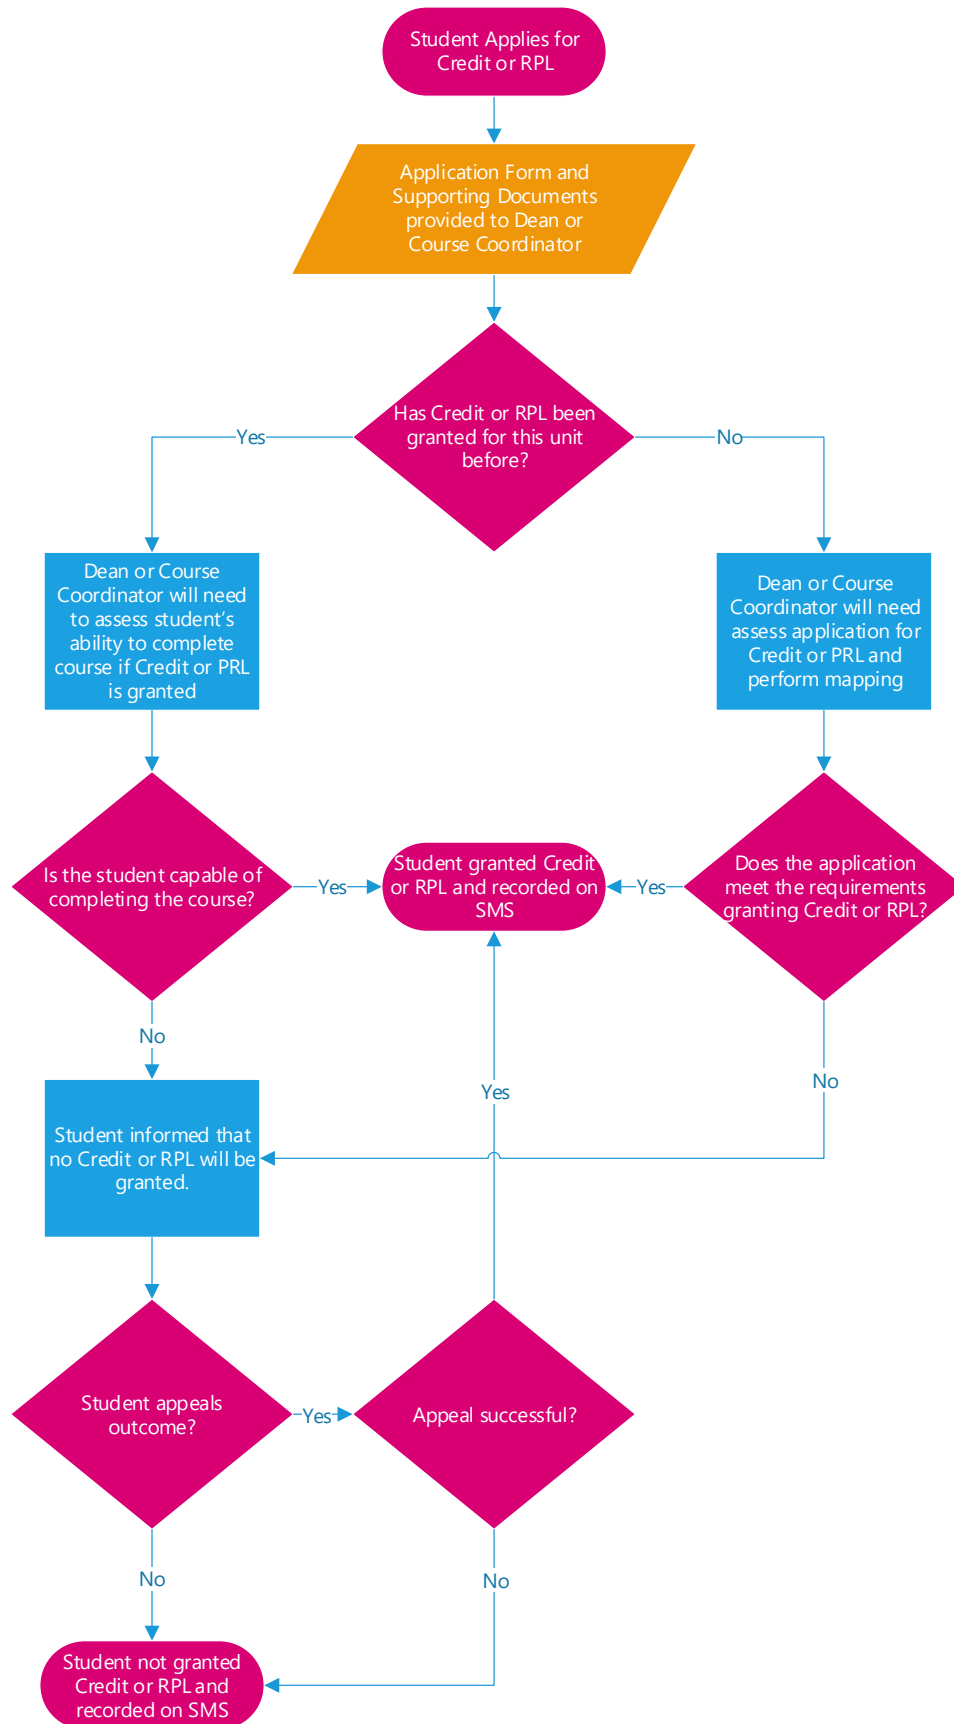 Student Applies for
Credit or RPL
Application Form and
Supporting Documents
provided to Dean or
Course Coordinator
Has Credit or RPL been
granted for this unit
before?
Yes
No
Dean or Course
Coordinator will need
to assess student's
ability to complete
course if Credit or PRL
is granted
Dean or Course
Coordinator will need
assess application for
Credit or PRL and
perform mapping
Is the student capable of
completing the course?
Yes
Student granted Credit
or RPL and recorded on
SMS
Yes
Does the application
meet the requirements
granting Credit or RPL?
No
No
Yes
Student informed that
no Credit or RPL will be
granted.
Student appeals
outcome?
Yes
Appeal successful?
No
No
Student not granted
Credit or RPL and
recorded on SMS